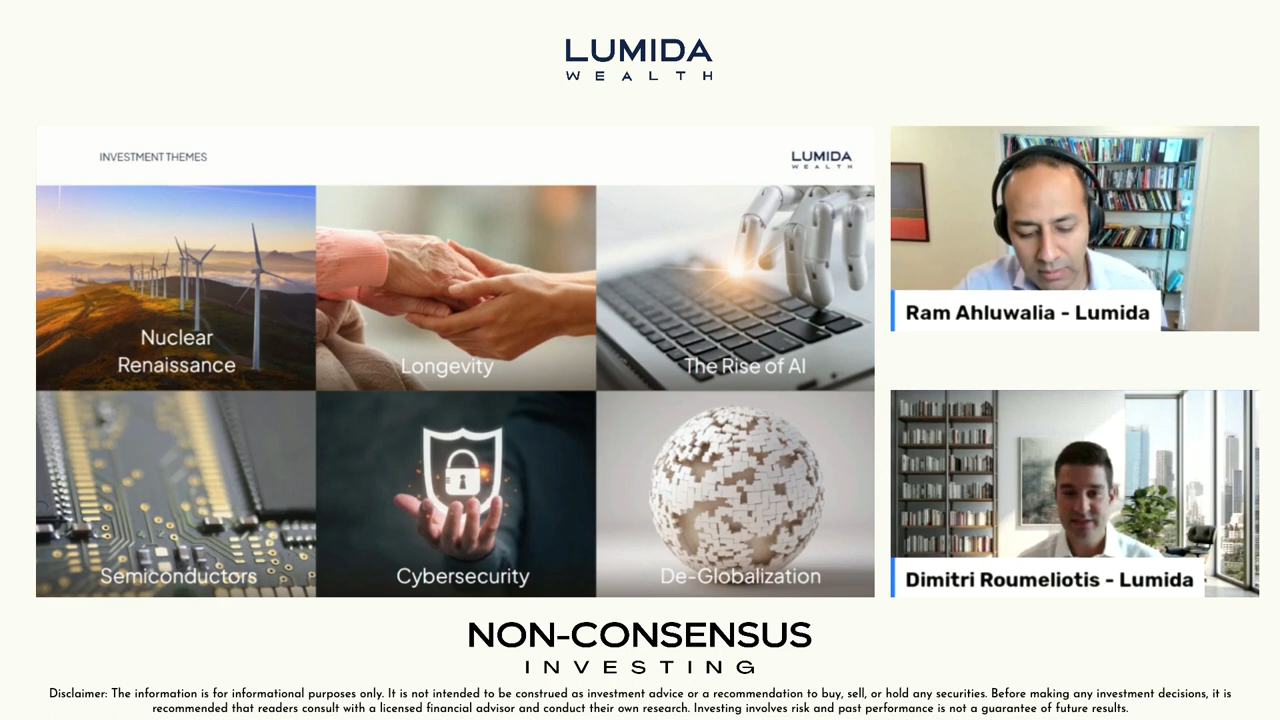 LUMIDA
WEALTH
INVESTMENT THEMES
LUMIDA
WEALTH
Nuclear
Renaissance
Longevity
The Rise of AI
Semiconductors
Cybersecurity
De-Globalization
Ram Ahluwalia - Lumida
Dimitri Roumeliotis - Lumida
NON-CONSENSUS
INVESTING
Disclaimer: The information is for informational purposes only. It is not intended to be construed as investment advice or a recommendation to buy, sell, or hold any securities. Before making any investment decisions, it is
recommended that readers consult with a licensed financial advisor and conduct their own research. Investing involves risk and past performance is not a guarantee of future results.